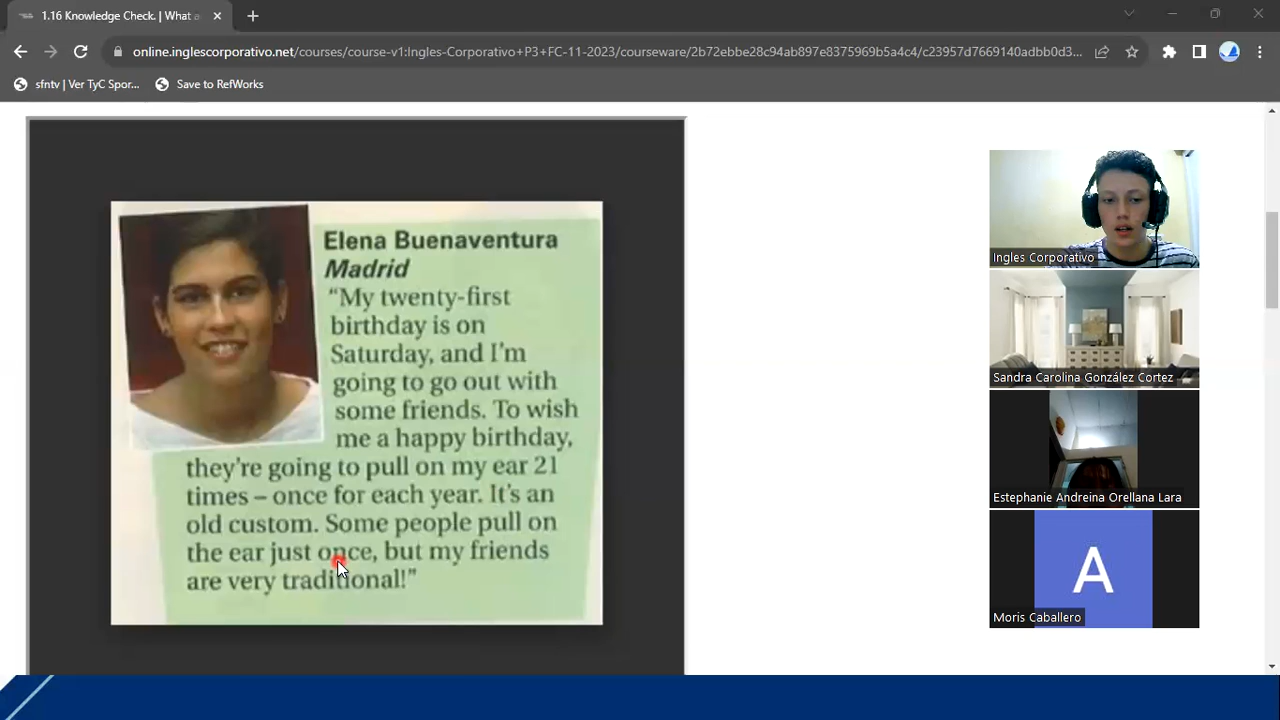 1.16 Knowledge Check. | What a
online.inglescorporativo.net/courses/course-v1:Ingles-Corporativo+P3+FC-11-2023/courseware/2b72ebbe28c94ab897e8375969b5a4c4/c23957d7669140adbb0d3...
sfntv | Ver TyC Spor...
Save to RefWorks
Elena Buenaventura
Madrid
“My twenty-first
birthday is on
Saturday, and I'm
going to go out with
some friends. To wish
me a happy birthday,
they're going to pull on my ear 21
times – once for each year. It's an
old custom. Some people pull on
the ear just once, but my friends
are very traditional!”
Ingles Corporativo
Sandra Carolina González Cortez
Estephanie Andreina Orellana Lara
A
Moris Caballero